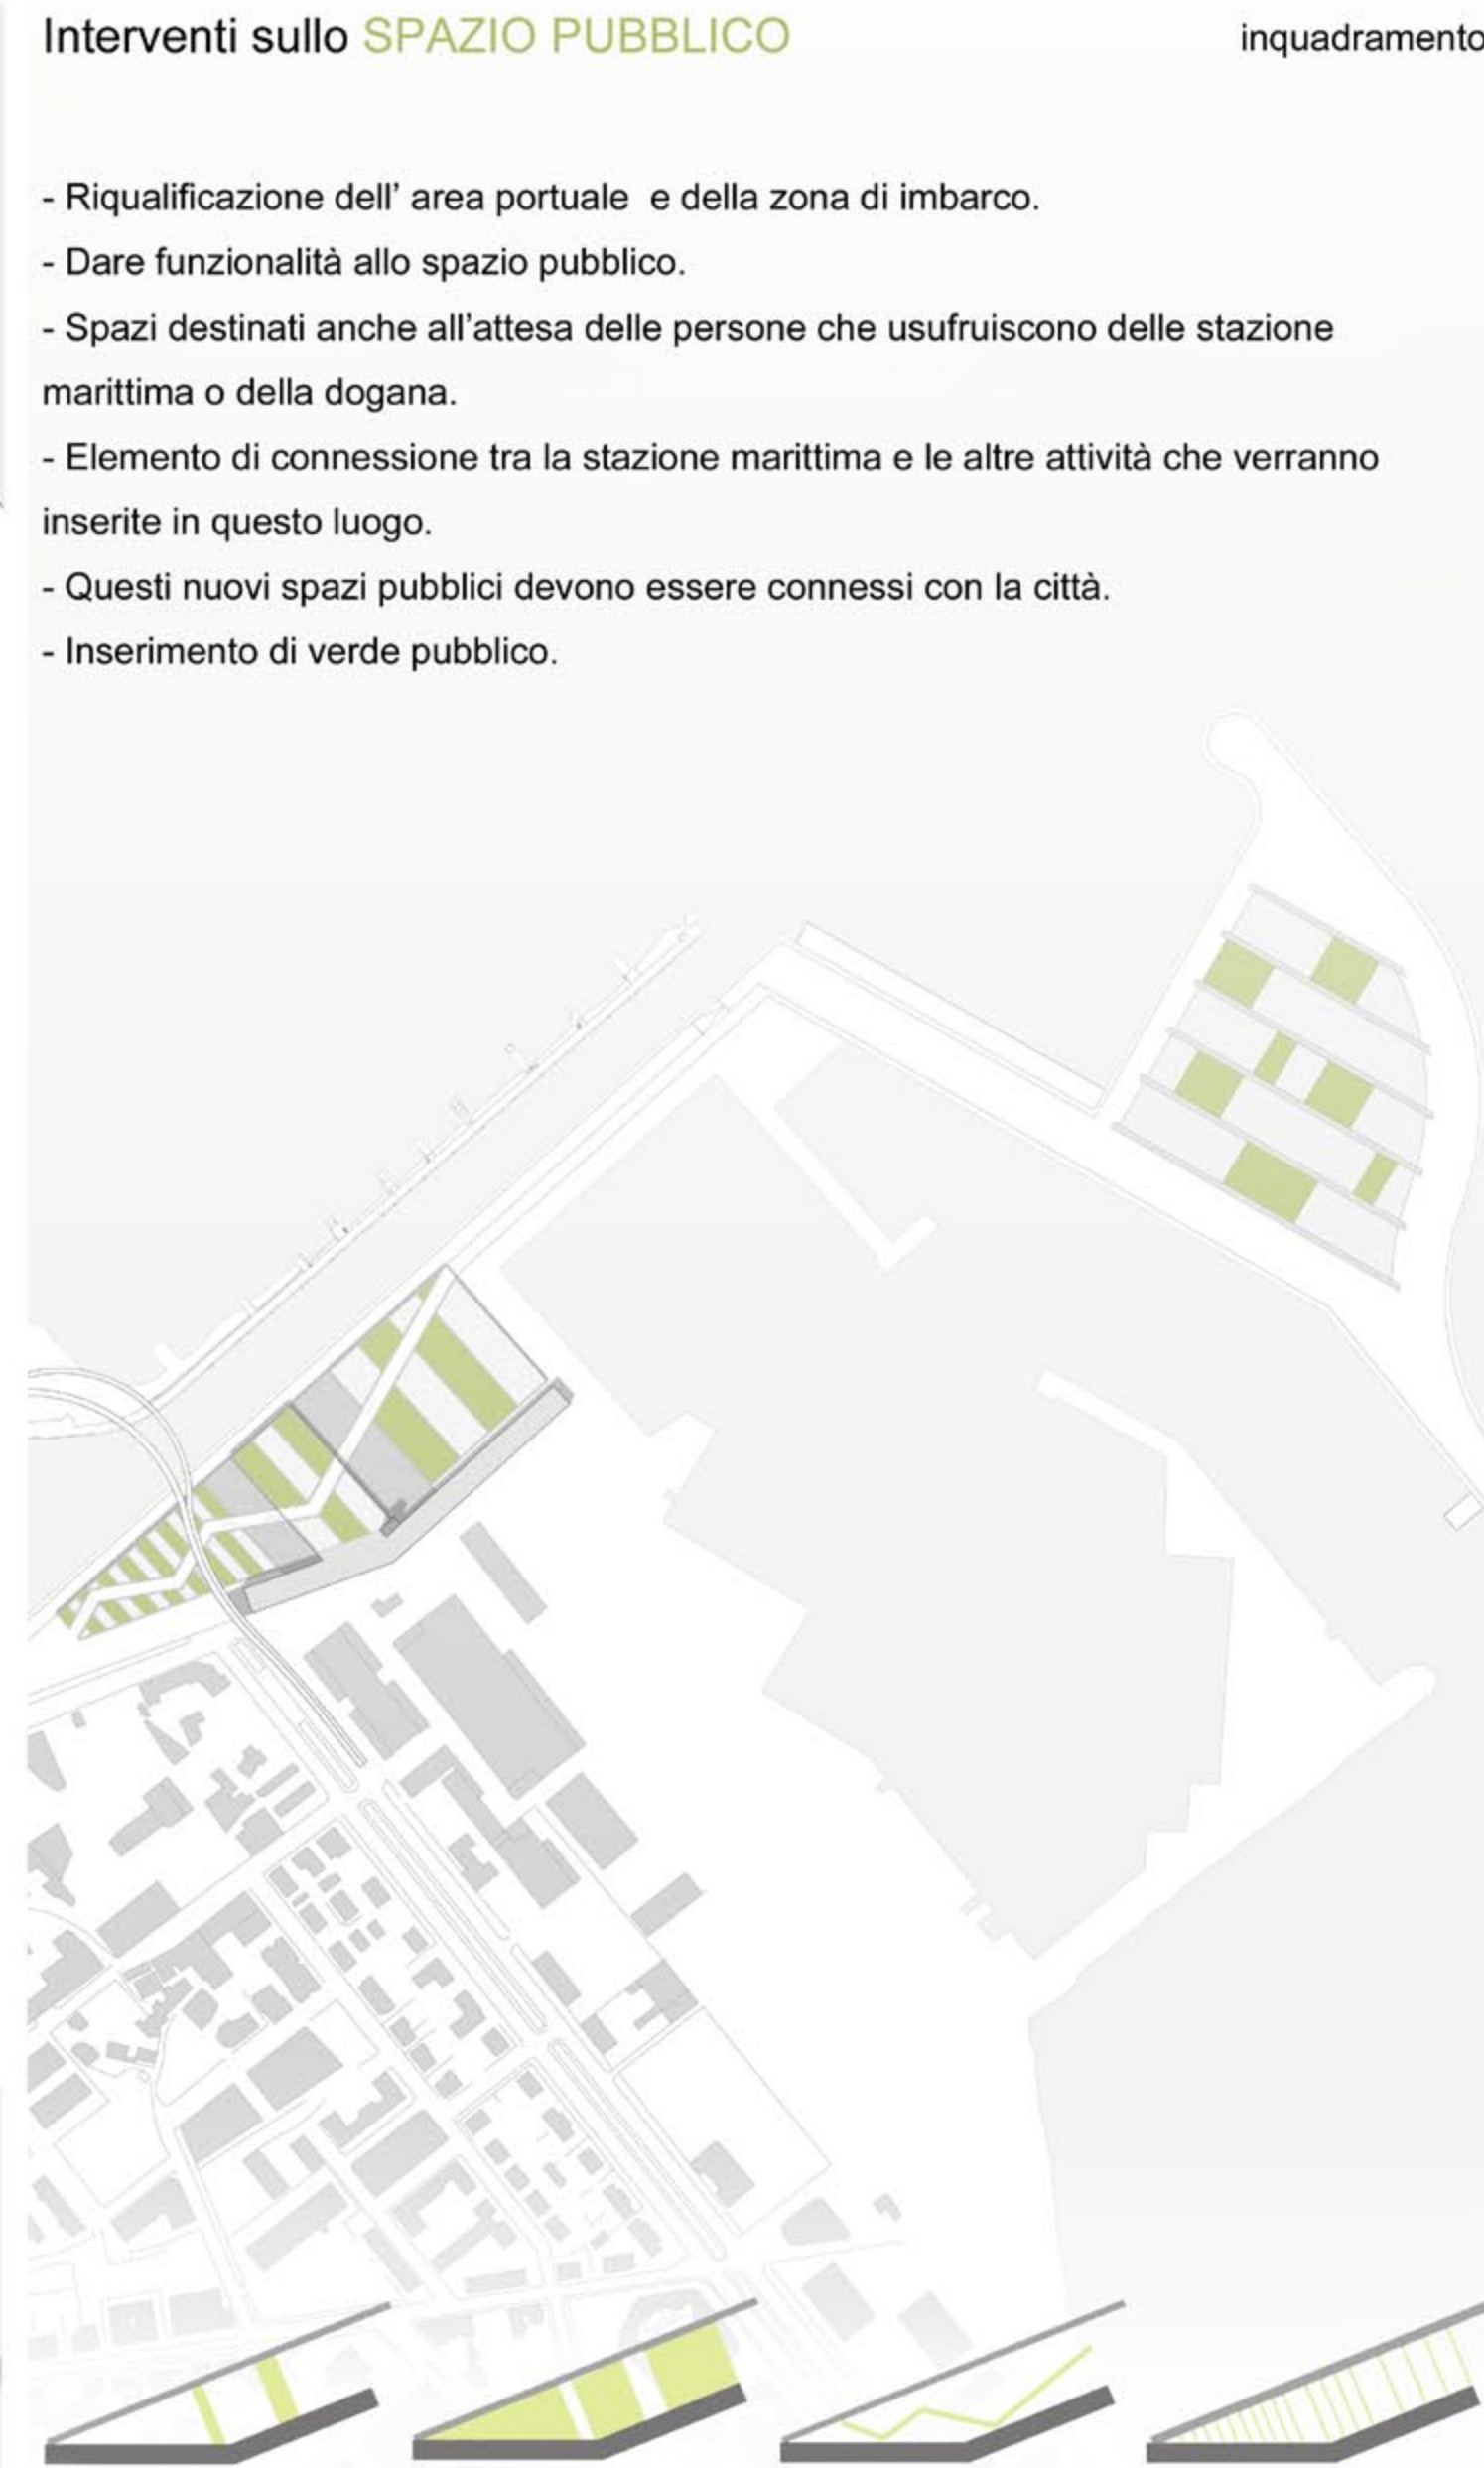 Interventi sullo SPAZIO PUBBLICO
inquadramento
- Riqualificazione dell' area portuale e della zona di imbarco.
- Dare funzionalità allo spazio pubblico.
- Spazi destinati anche all'attesa delle persone che usufruiscono delle stazione
marittima o della dogana.
- Elemento di connessione tra la stazione marittima e le altre attività che verranno
inserite in questo luogo.
- Questi nuovi spazi pubblici devono essere connessi con la città.
- Inserimento di verde pubblico.